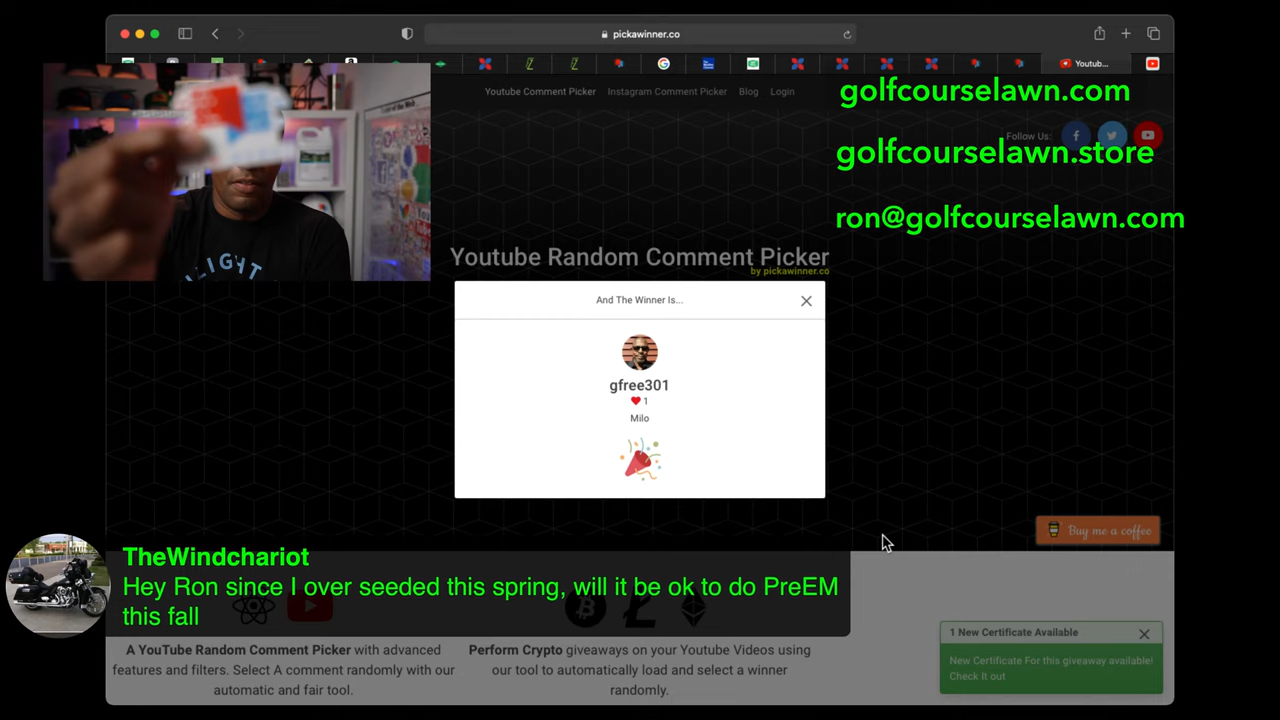 pickawinner.co
Youtub...
Youtube Comment Picker
Instagram Comment Picker
Blog
Login
golfcourselawn.com
Follow Us:
golfcourselawn.store
ron@golfcourselawn.com
LIGHT
Youtube Random Comment Picker
by pickawinner.co
And The Winner Is...
gfree301
1
Milo
Buy me a coffee
TheWindchariot
Hey Ron since I over seeded this spring, will it be ok to do PreEM
this fall
A YouTube Random Comment Picker with advanced
features and filters. Select A comment randomly with our
automatic and fair tool.
Perform Crypto giveaways on your Youtube Videos using
our tool to automatically load and select a winner
randomly.
1 New Certificate Available
New Certificate For this giveaway available!
Check It out